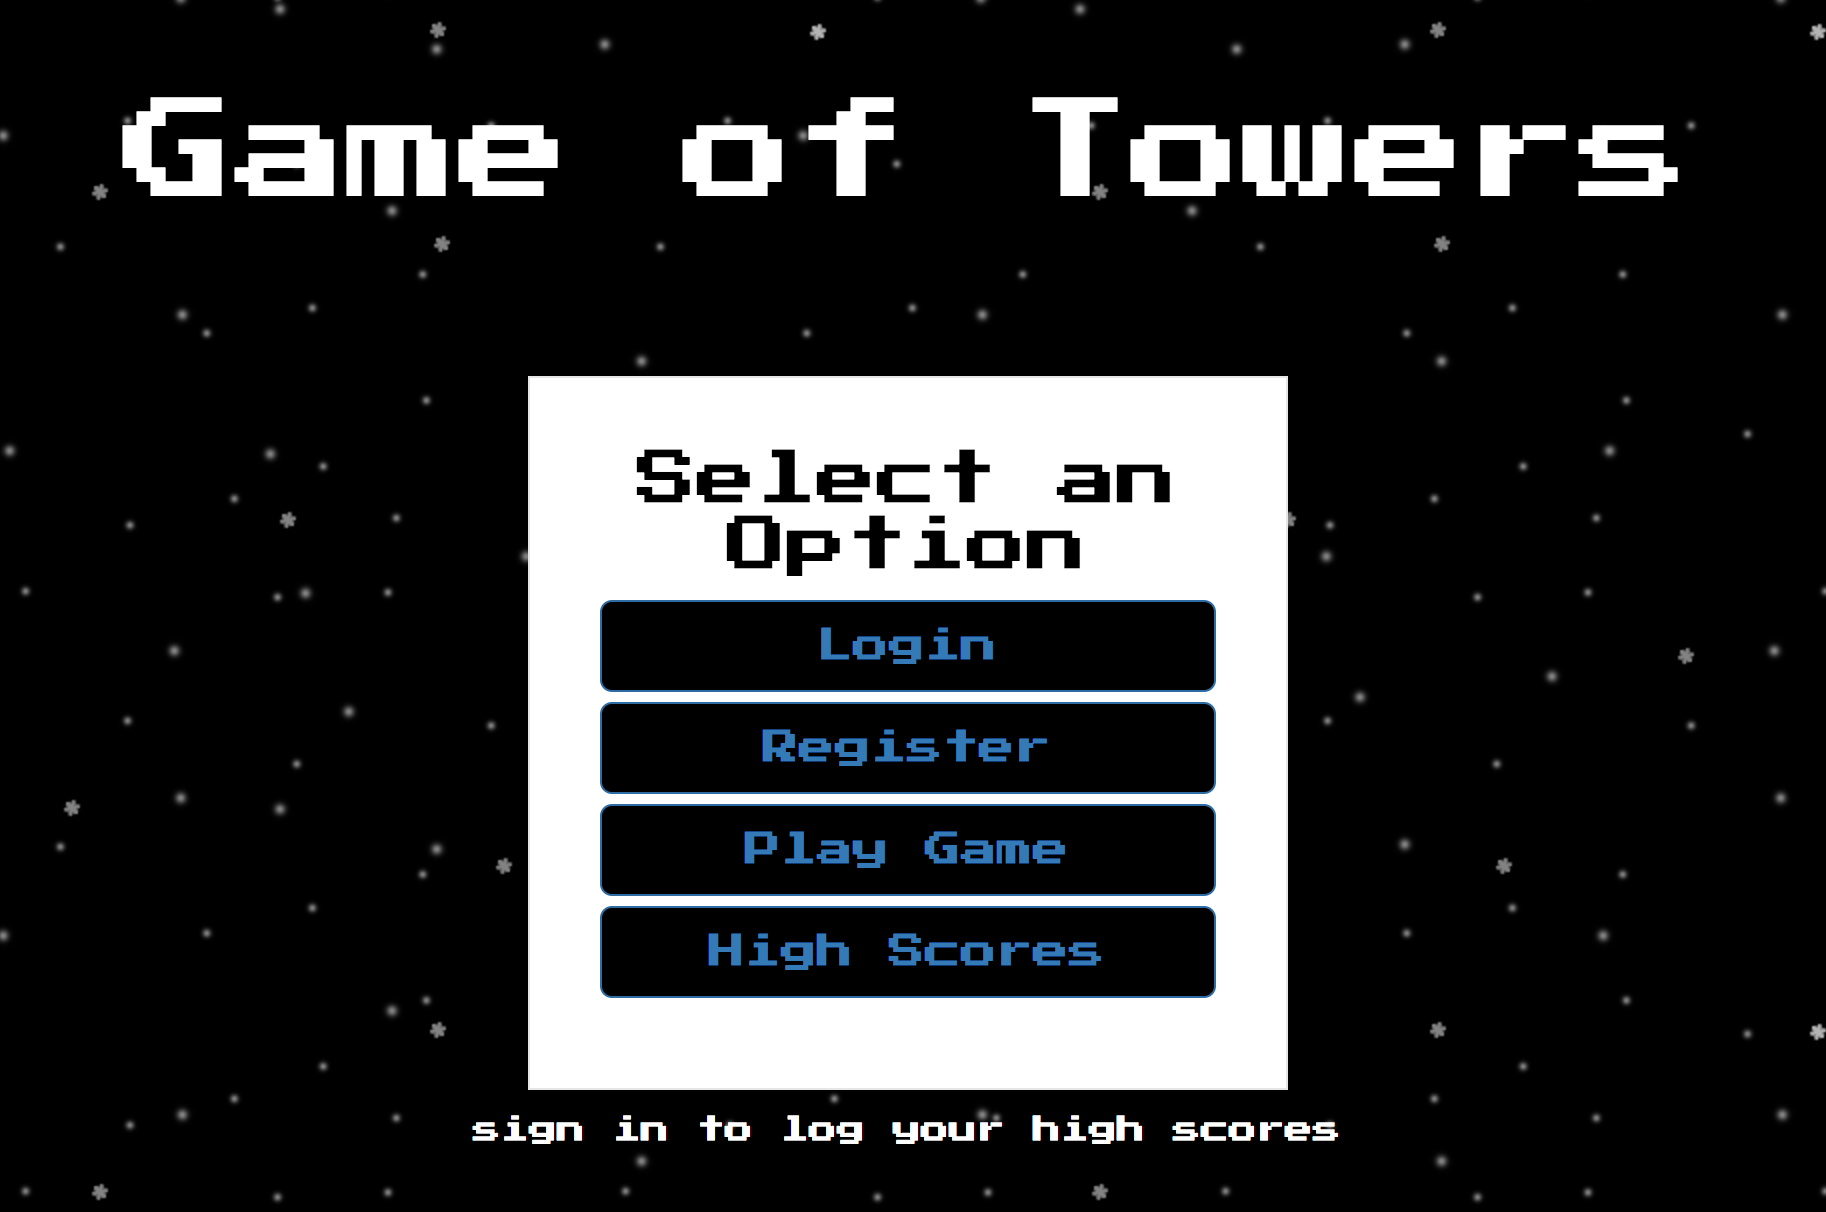 Game of Towers
Select an
Option
Login
Register
Play Game
High Scores
sign in to log your high scores